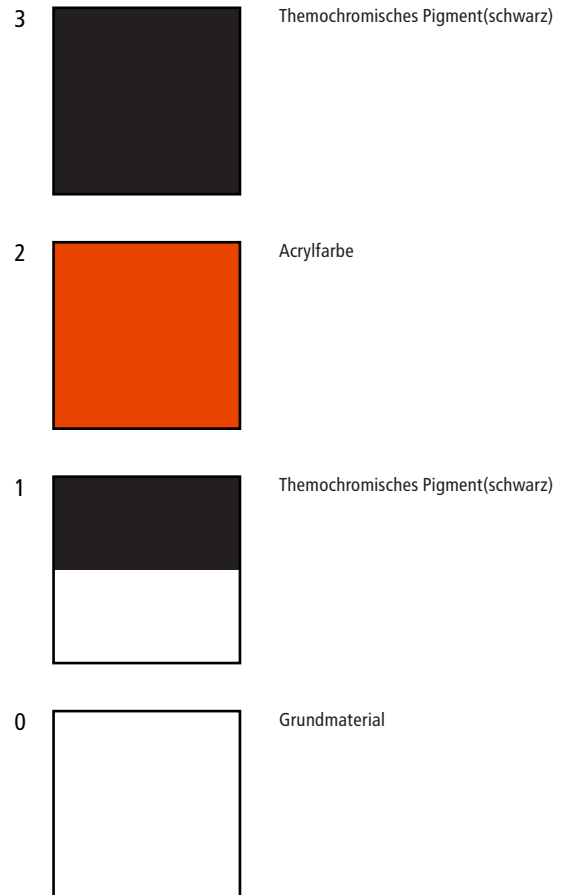 3 Themochromisches Pigment(schwarz)
2 Acrylfarbe
1 Themochromisches Pigment(schwarz)
0 Grundmaterial